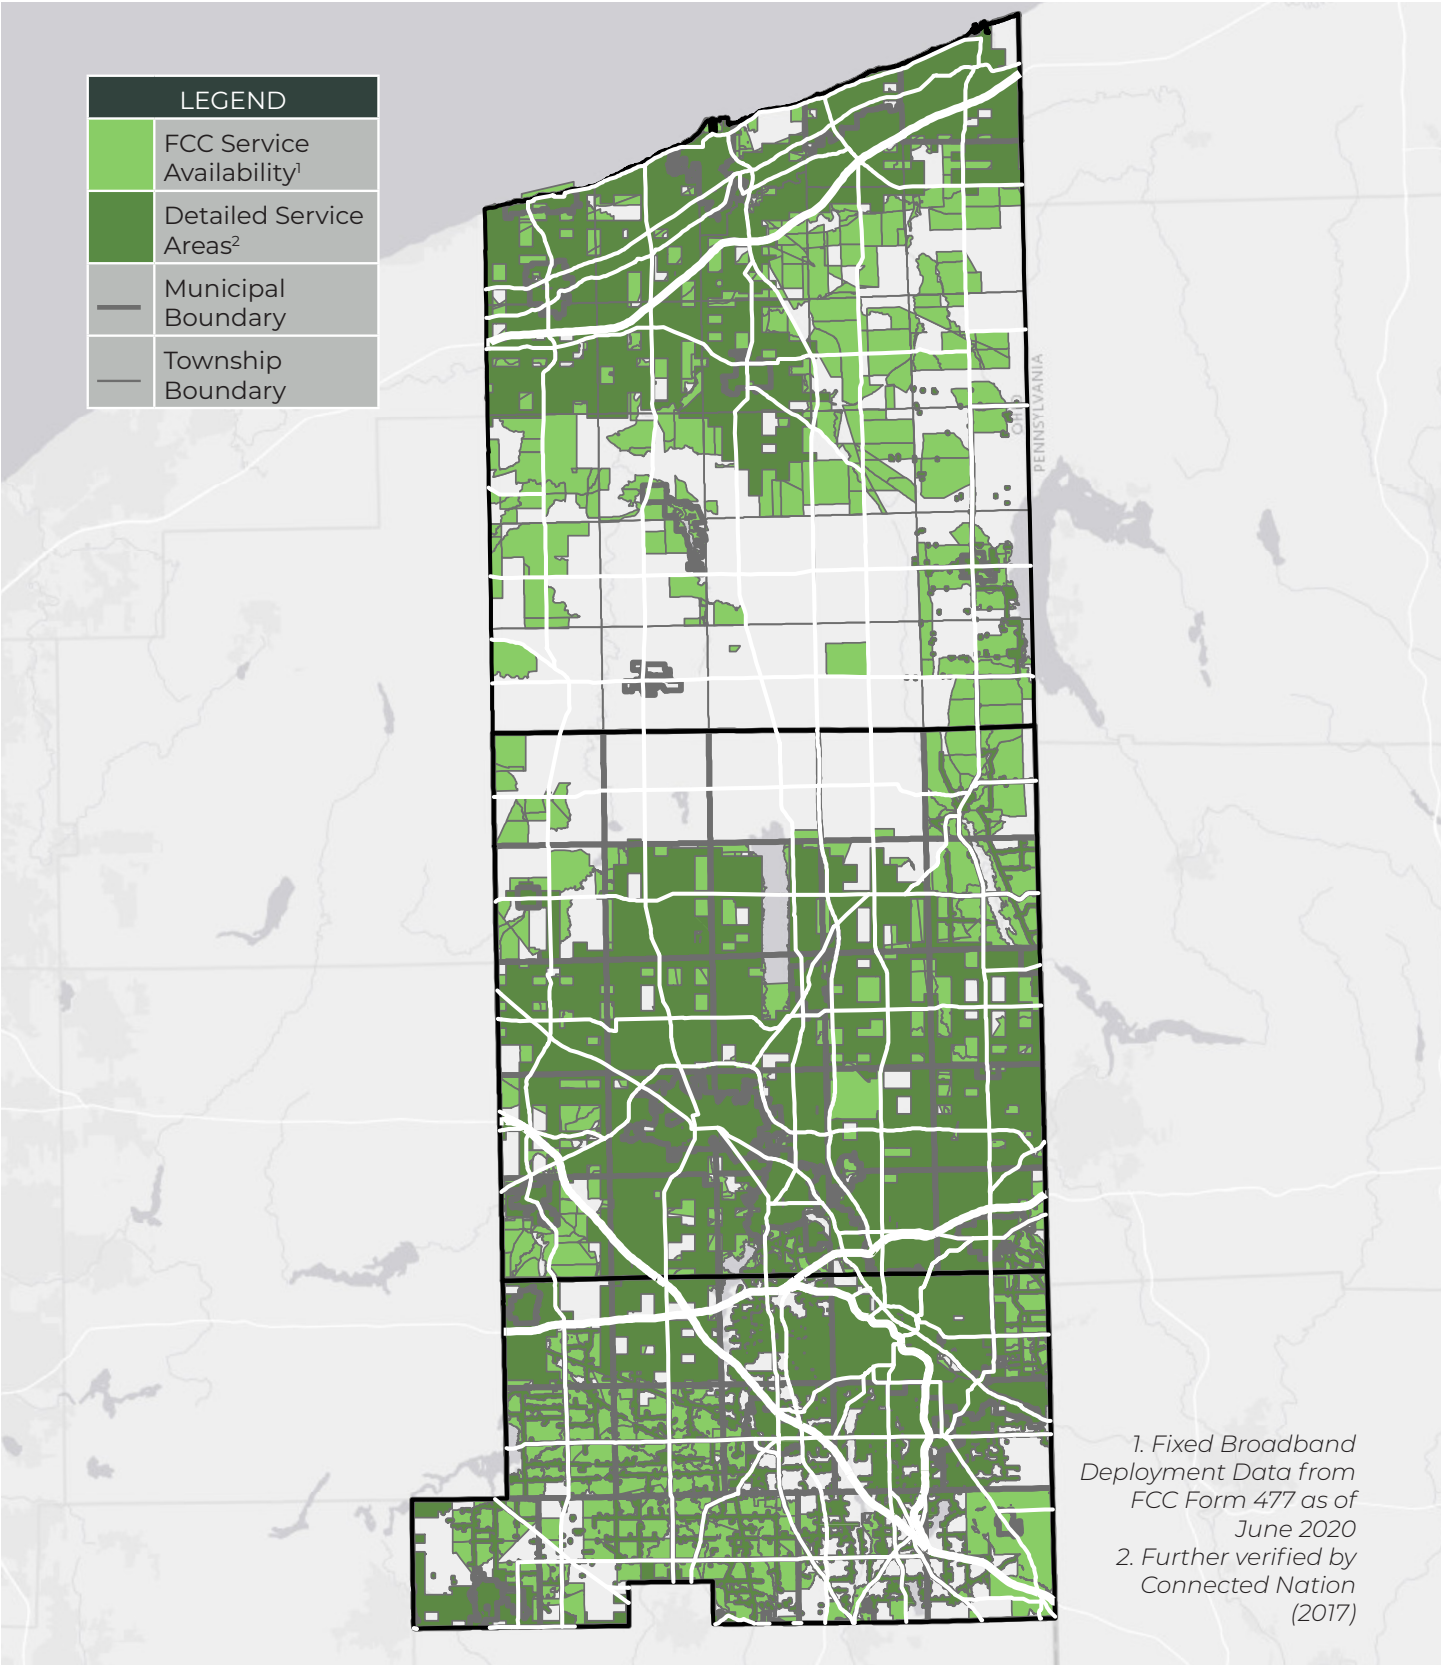 LEGEND
FCC Service
Availability¹
Detailed Service
Areas²
Municipal
Boundary
Township
Boundary
OHIO
PENNSYLVANIA
1. Fixed Broadband
Deployment Data from
FCC Form 477 as of
June 2020
2. Further verified by
Connected Nation
(2017)